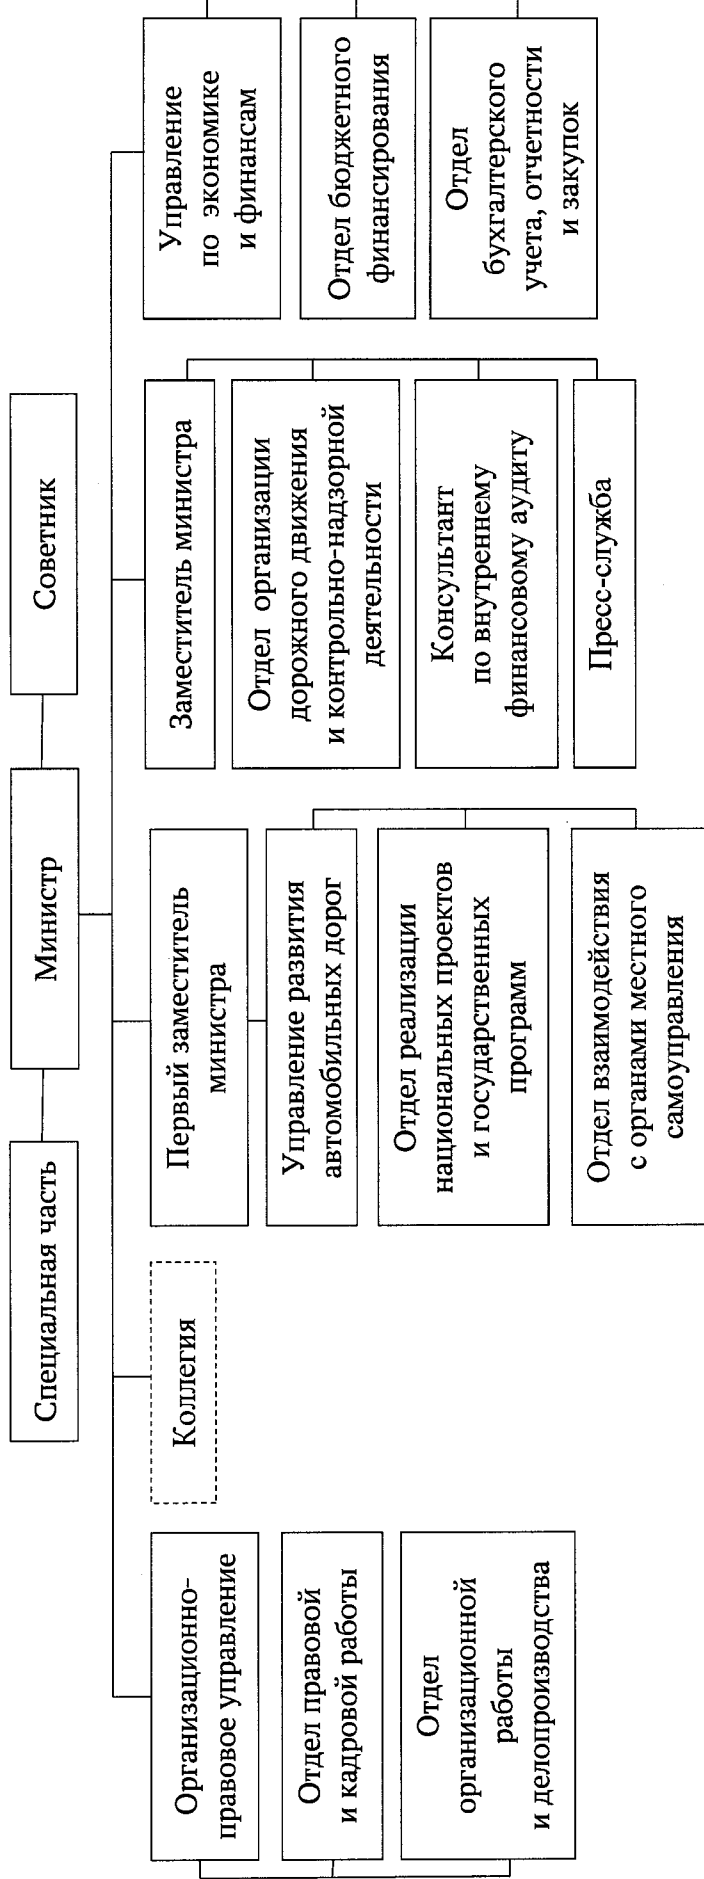 Специальная часть
Министр
Советник
Организационно-
правовое управление
Отдел правовой
и кадровой работы
Отдел
организационной
работы
и делопроизводства
Коллегия
Первый заместитель
министра
Управление развития
автомобильных дорог
Отдел реализации
национальных проектов
и государственных
программ
Отдел взаимодействия
с органами местного
самоуправления
Заместитель министра
Отдел организации
дорожного движения
и контрольно-надзорной
деятельности
Консультант
по внутреннему
финансовому аудиту
Пресс-служба
Управление
по экономике
и финансам
Отдел бюджетного
финансирования
Отдел
бухгалтерского
учета, отчетности
и закупок